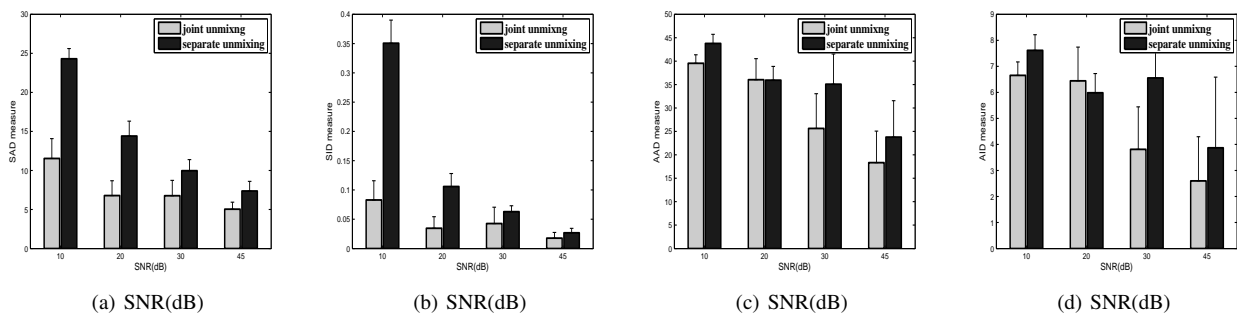 30
25
20
15
10
5
0
SAD measure
joint unmixng
separate unmixing
10 20 30 45
SNR(dB)
(a) SNR(dB)
0.4
0.35
0.3
0.25
0.2
0.15
0.1
0.05
0
SID measure
joint unmixng
separate unmixing
10 20 30 45
SNR(dB)
(b) SNR(dB)
50
45
40
35
30
25
20
15
10
5
0
AAD measure
joint unmixng
separate unmixing
10 20 30 45
SNR(dB)
(c) SNR(dB)
9
8
7
6
5
4
3
2
1
0
AID measure
joint unmixng
separate unmixing
10 20 30 45
SNR(dB)
(d) SNR(dB)